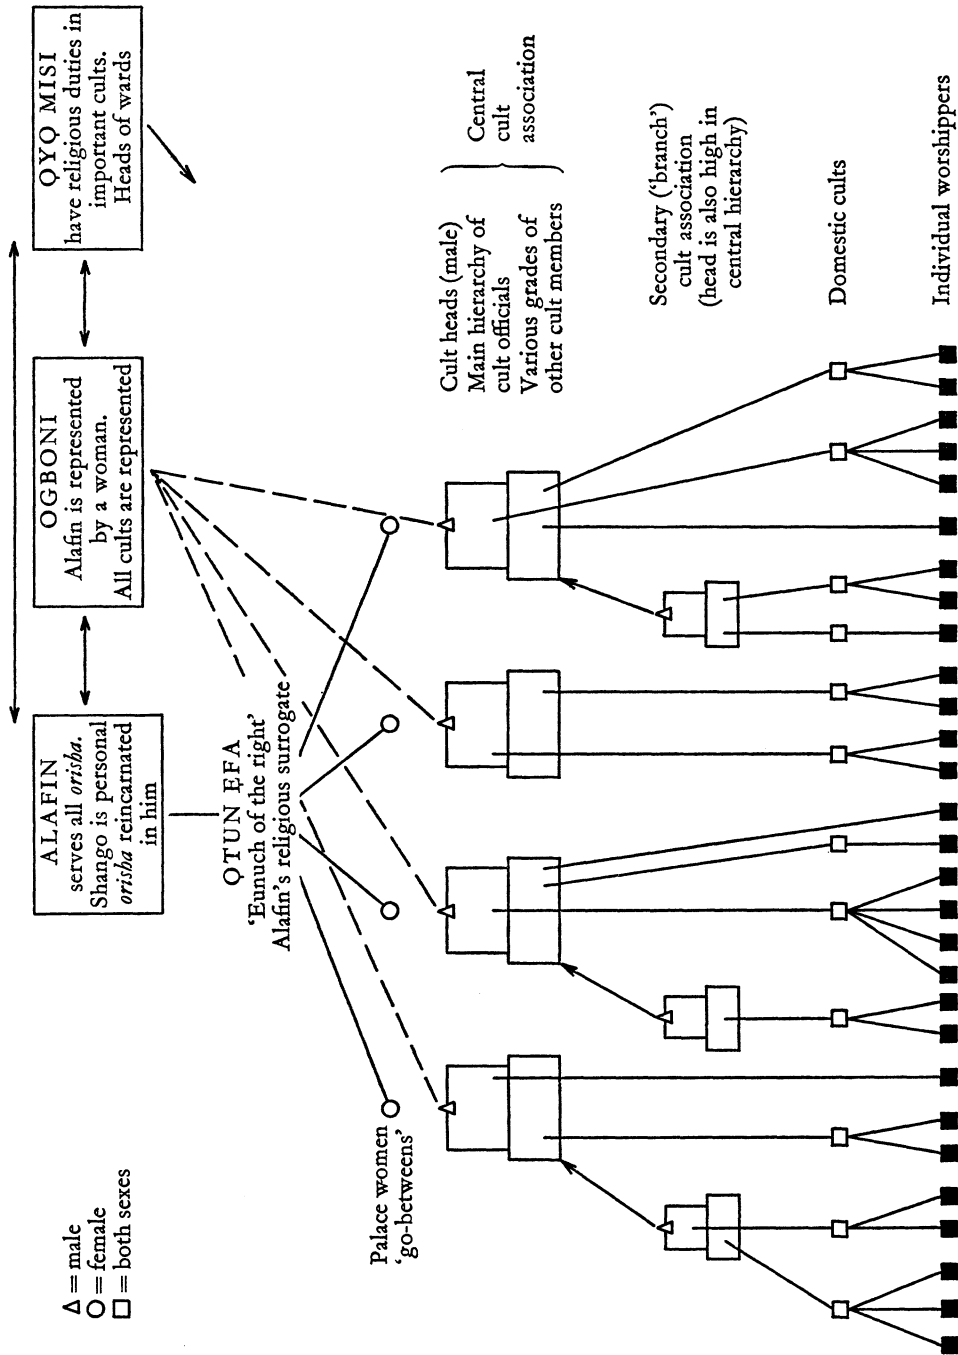 ALAFIN
serves all orisha.
Shango is personal
orisha reincarnated
in him
OGBONI
Alafin is represented
by a woman.
All cults are represented
ỌYỌ MISI
have religious duties in
important cults.
Heads of wards
ỌTUN ẸFA
‘Eunuch of the right’
Alafin’s religious surrogate
△ = male
○ = female
□ = both sexes
Palace women
‘go-betweens’
Cult heads (male)
Main hierarchy of
cult officials
Various grades of
other cult members
Central
cult
association
Secondary (‘branch’)
cult association
(head is also high in
central hierarchy)
Domestic cults
Individual worshippers